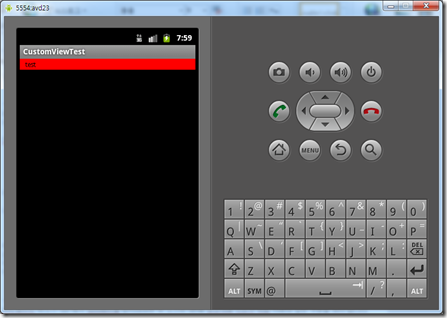 5554:avd23
3G 7:59
CustomViewTest
test
MENU
1 ! 2 @ 3 # 4 $ 5 % 6 ^ 7 & 8 * 9 ( 0 )
Q W E R T Y U I O P
A S D F G H J K L DEL
Z X C V B N M .
ALT SYM @ / ? , ALT